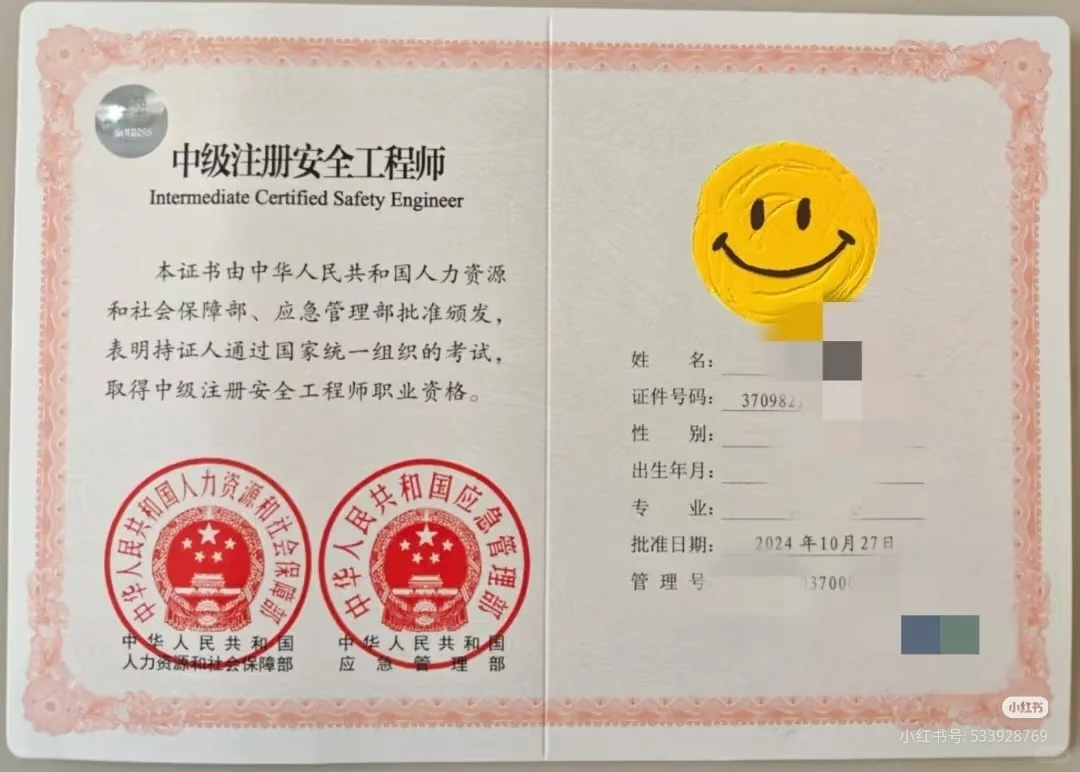 中级注册安全工程师
Intermediate Certified Safety Engineer
本证书由中华人民共和国人力资源
和社会保障部、应急管理部批准颁发，
表明持证人通过国家统一组织的考试，
取得中级注册安全工程师职业资格。
中华人民共和国人力资源和社会保障部
中华人民共和国应急管理部
中华人民共和国
人力资源和社会保障部
中华人民共和国
应急管理部
姓 名：
证件号码： 370982
性 别：
出生年月：
专 业：
批准日期： 2024 年10月27日
管 理 号 37000
小红书
小红书号: 533928769